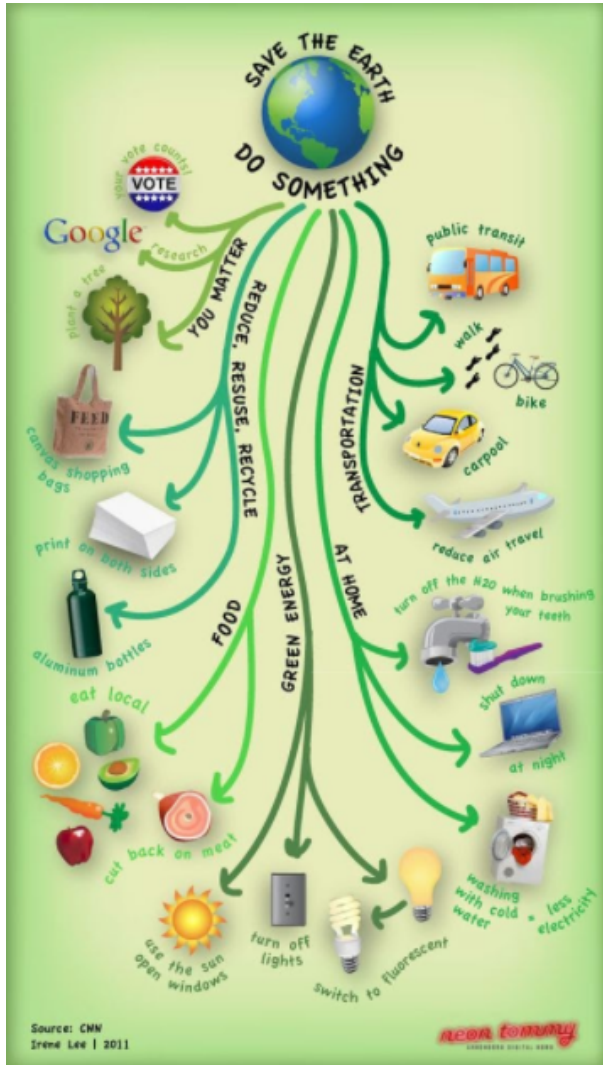 SAVE THE EARTH
DO SOMETHING
YOU MATTER
your vote counts!
VOTE
Google
research
plant a tree
REDUCE, RESUSE, RECYCLE
FEED
canvas shopping
bags
print on both sides
aluminum bottles
FOOD
eat local
cut back on meat
GREEN ENERGY
use the sun
open windows
turn off
lights
switch to fluorescent
AT HOME
turn off the H2O when brushing
your teeth
shut down
at night
washing
with cold = less
water electricity
TRANSPORTATION
public transit
walk
bike
carpool
reduce air travel
Source: CNN
Irene Lee | 2011
neon tommy